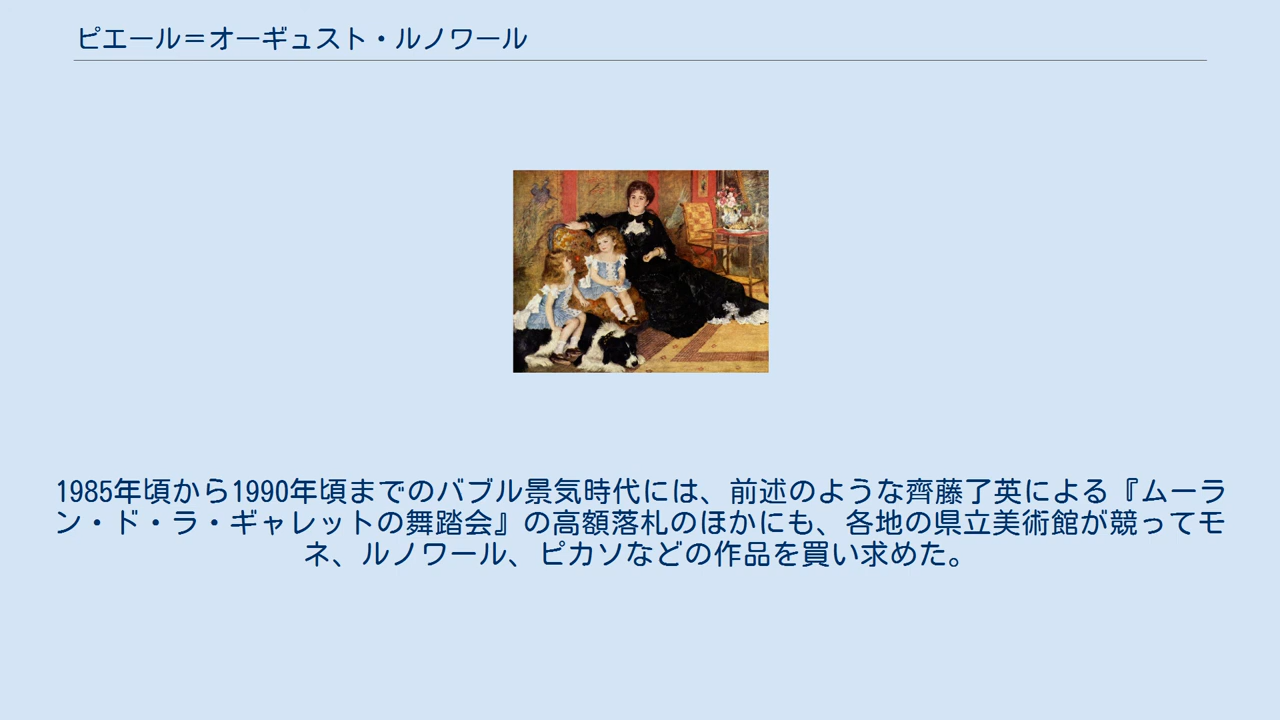 ピエール＝オーギュスト・ルノワール
1985年頃から1990年頃までのバブル景気時代には、前述のような齊藤了英による『ムーラ
ン・ド・ラ・ギャレットの舞踏会』の高額落札のほかにも、各地の県立美術館が競ってモ
ネ、ルノワール、ピカソなどの作品を買い求めた。